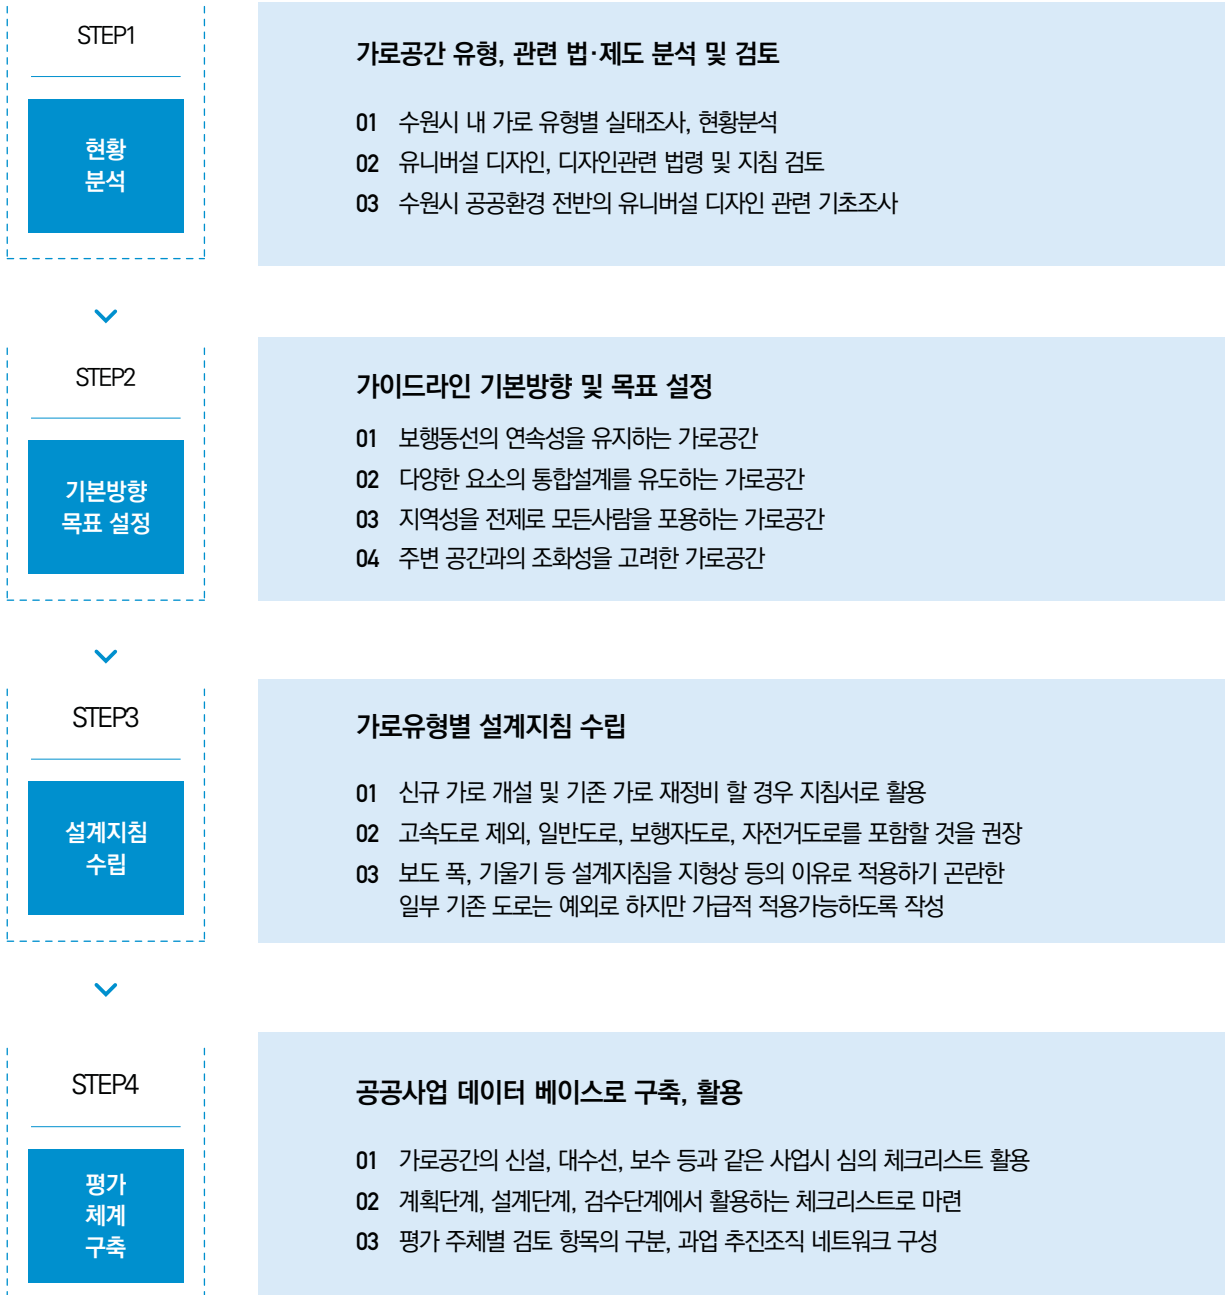 STEP1
현황
분석
가로공간 유형, 관련 법·제도 분석 및 검토
01 수원시 내 가로 유형별 실태조사, 현황분석
02 유니버설 디자인, 디자인관련 법령 및 지침 검토
03 수원시 공공환경 전반의 유니버설 디자인 관련 기초조사
STEP2
기본방향
목표 설정
가이드라인 기본방향 및 목표 설정
01 보행동선의 연속성을 유지하는 가로공간
02 다양한 요소의 통합설계를 유도하는 가로공간
03 지역성을 전제로 모든사람을 포용하는 가로공간
04 주변 공간과의 조화성을 고려한 가로공간
STEP3
설계지침
수립
가로유형별 설계지침 수립
01 신규 가로 개설 및 기존 가로 재정비 할 경우 지침서로 활용
02 고속도로 제외, 일반도로, 보행자도로, 자전거도로를 포함할 것을 권장
03 보도 폭, 기울기 등 설계지침을 지형상 등의 이유로 적용하기 곤란한
일부 기존 도로는 예외로 하지만 가급적 적용가능하도록 작성
STEP4
평가
체계
구축
공공사업 데이터 베이스로 구축, 활용
01 가로공간의 신설, 대수선, 보수 등과 같은 사업시 심의 체크리스트 활용
02 계획단계, 설계단계, 검수단계에서 활용하는 체크리스트로 마련
03 평가 주체별 검토 항목의 구분, 과업 추진조직 네트워크 구성